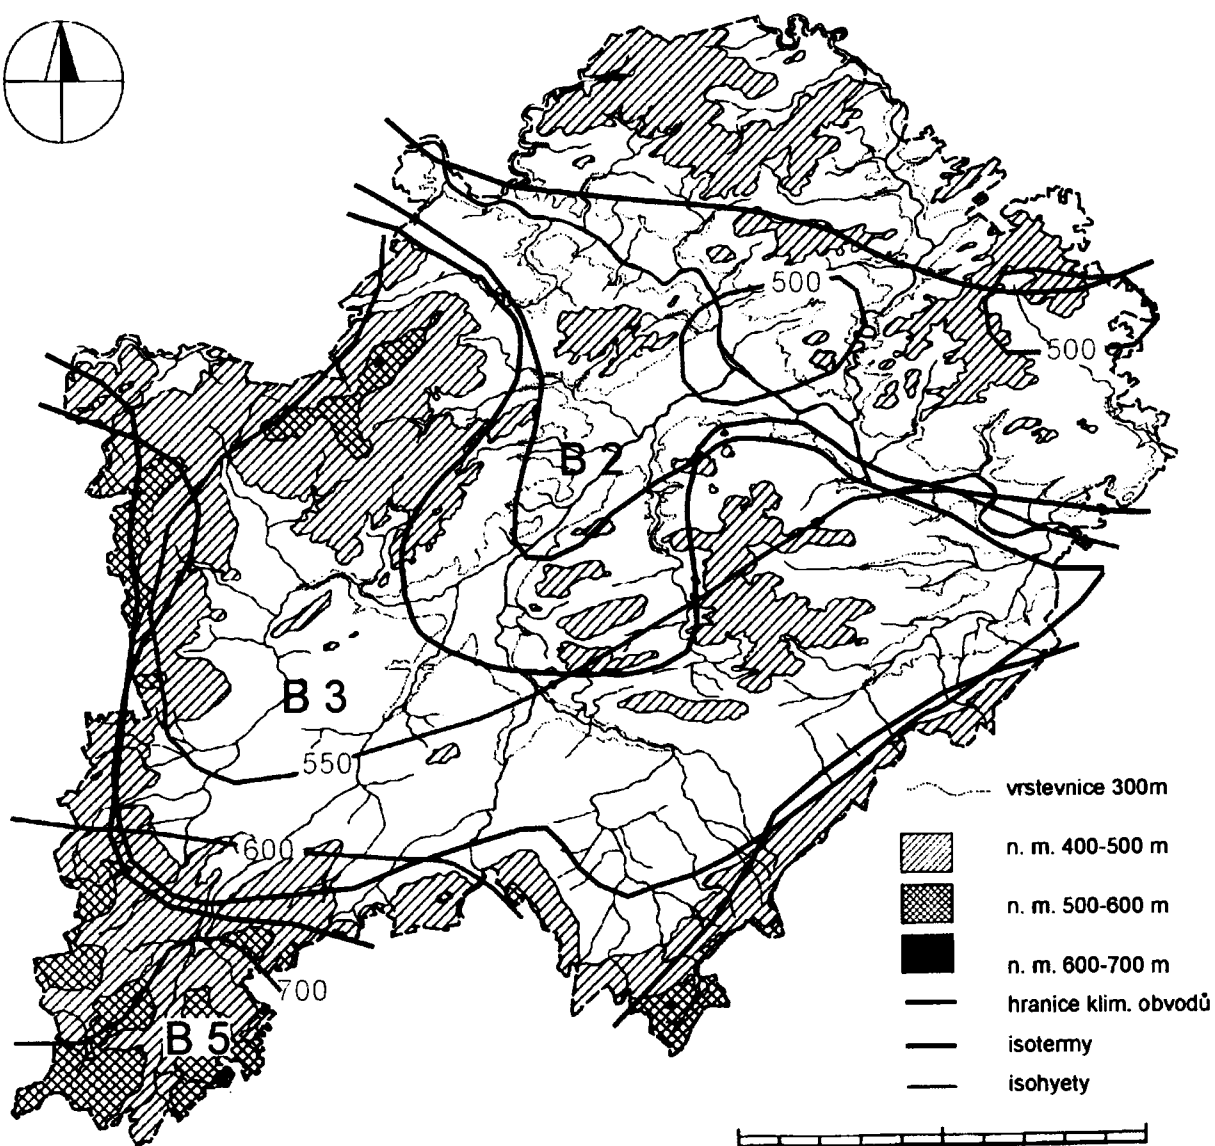 500
500
B 2
B 3
550
600
700
B 5
vrstevnice 300m
n. m. 400-500 m
n. m. 500-600 m
n. m. 600-700 m
hranice klim. obvodů
isotermy
isohyety